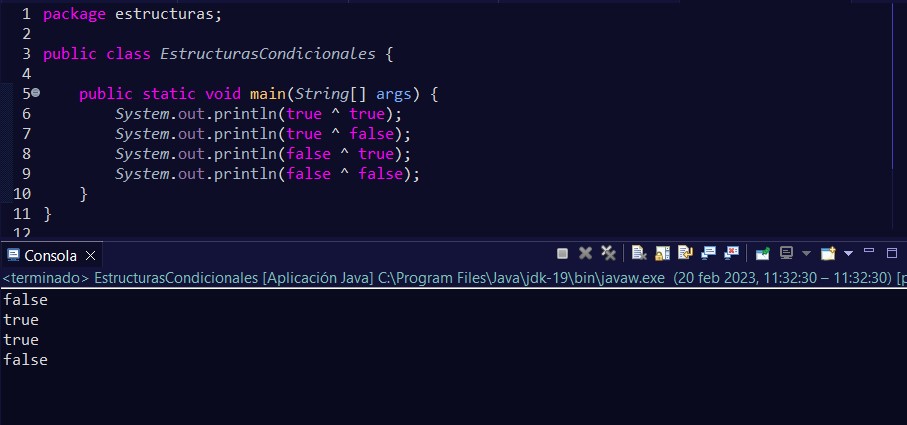 1 package estructuras;
2
3 public class EstructurasCondicionales {
4
5 public static void main(String[] args) {
6 System.out.println(true ^ true);
7 System.out.println(true ^ false);
8 System.out.println(false ^ true);
9 System.out.println(false ^ false);
10 }
11 }
12
Consola
<terminado> EstructurasCondicionales [Aplicación Java] C:\Program Files\Java\jdk-19\bin\javaw.exe (20 feb 2023, 11:32:30 – 11:32:30) [p
false
true
true
false